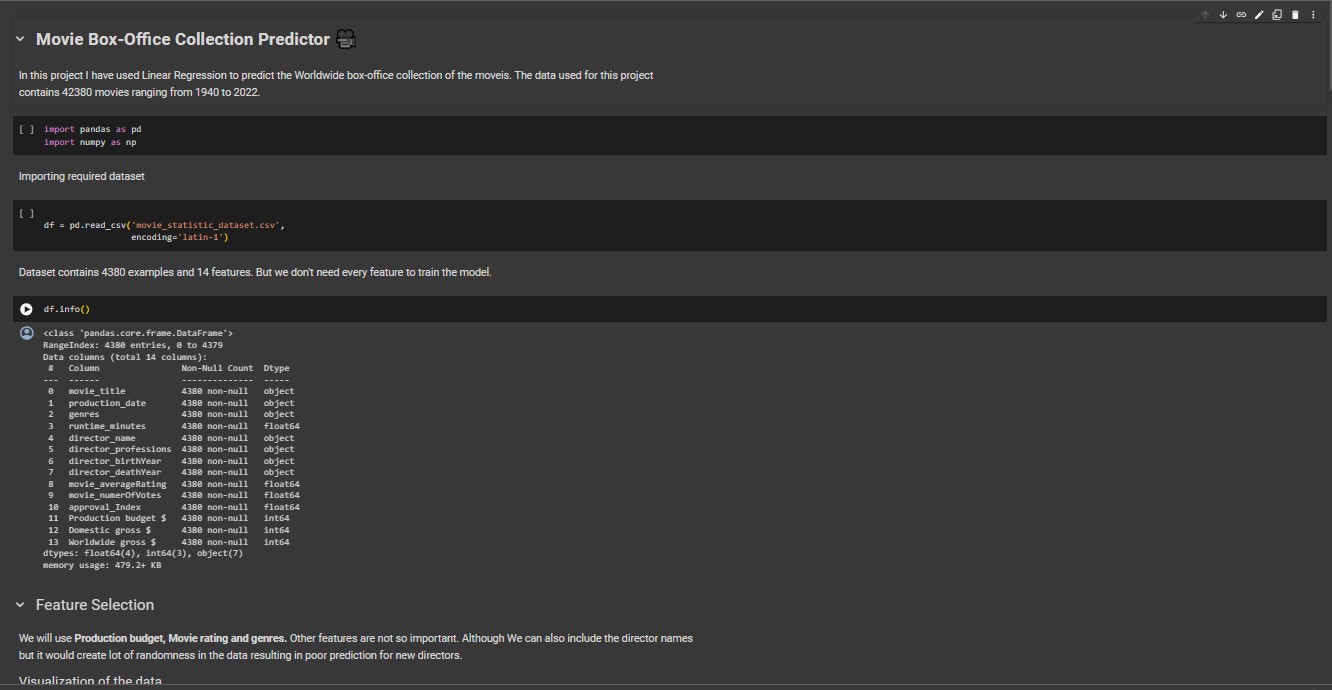 Movie Box-Office Collection Predictor 🎥
In this project I have used Linear Regression to predict the Worldwide box-office collection of the moveis. The data used for this project
contains 42380 movies ranging from 1940 to 2022.
[ ] import pandas as pd
import numpy as np
Importing required dataset
[ ]
df = pd.read_csv('movie_statistic_dataset.csv',
encoding='latin-1')
Dataset contains 4380 examples and 14 features. But we don't need every feature to train the model.
df.info()
<class 'pandas.core.frame.DataFrame'>
RangeIndex: 4380 entries, 0 to 4379
Data columns (total 14 columns):
#   Column                Non-Null Count  Dtype
---  ------                --------------  -----
0   movie_title           4380 non-null   object
1   production_date       4380 non-null   object
2   genres                4380 non-null   object
3   runtime_minutes       4380 non-null   float64
4   director_name         4380 non-null   object
5   director_professions  4380 non-null   object
6   director_birthYear    4380 non-null   object
7   director_deathYear    4380 non-null   object
8   movie_averageRating   4380 non-null   float64
9   movie_numerOfVotes    4380 non-null   float64
10  approval_Index        4380 non-null   float64
11  Production budget $   4380 non-null   int64
12  Domestic gross $      4380 non-null   int64
13  Worldwide gross $     4380 non-null   int64
dtypes: float64(4), int64(3), object(7)
memory usage: 479.2+ KB
Feature Selection
We will use Production budget, Movie rating and genres. Other features are not so important. Although We can also include the director names
but it would create lot of randomness in the data resulting in poor prediction for new directors.
Visualization of the data